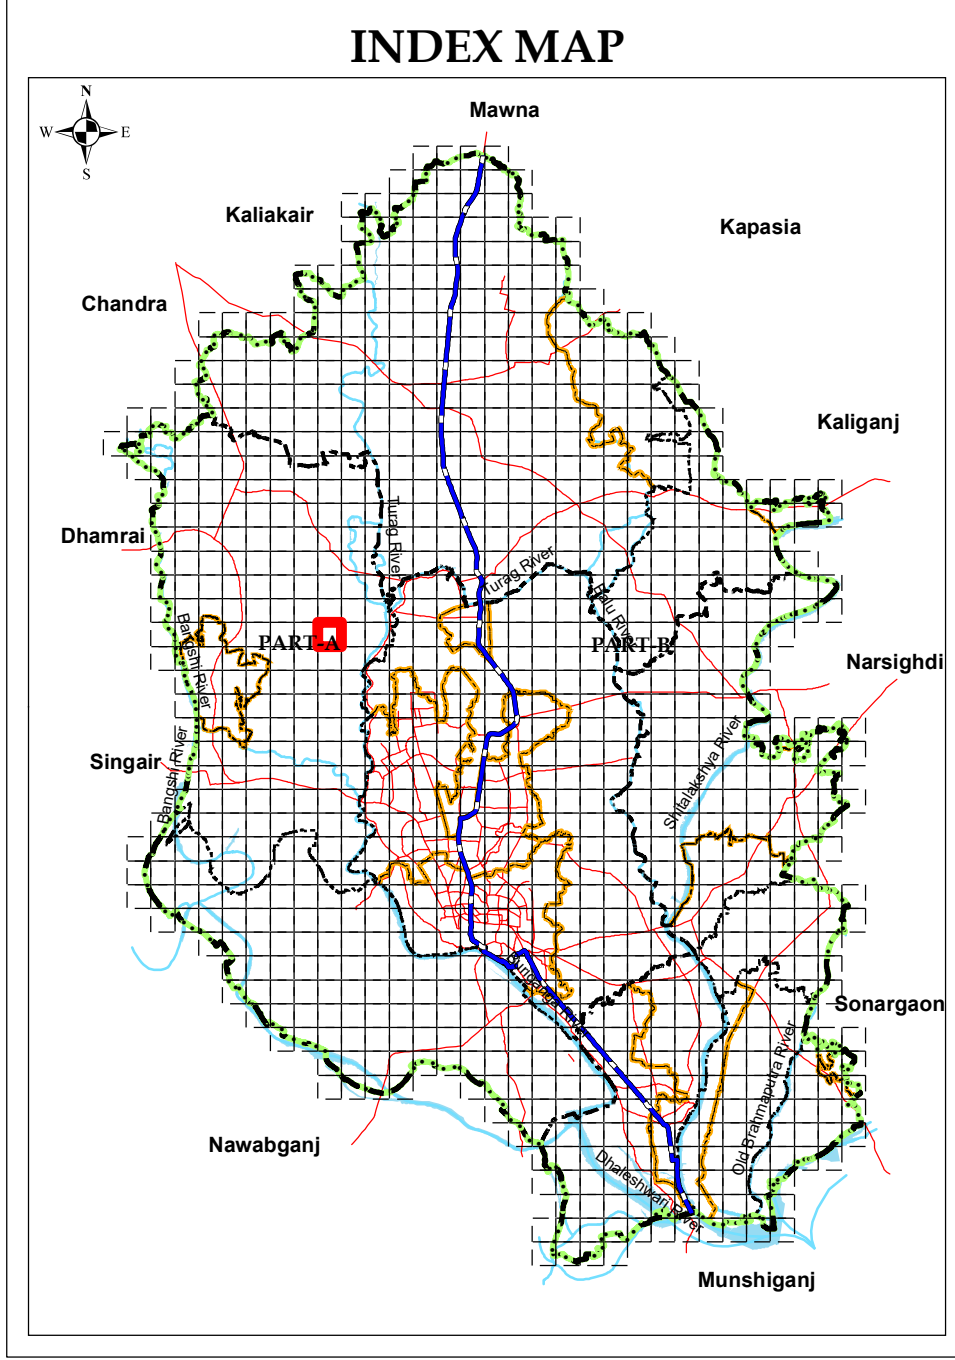 INDEX MAP
N
W E
S
Mawna
Kaliakair
Kapasia
Chandra
Kaliganj
Dhamrai
Turag River
Turag River
Balu River
Bangshi River
PART-A
PART-B
Narsighdi
Singair
Bangshi River
Shitalakshya River
Buriganga River
Sonargaon
Old Brahmaputra River
Nawabganj
Dhaleshwari River
Munshiganj